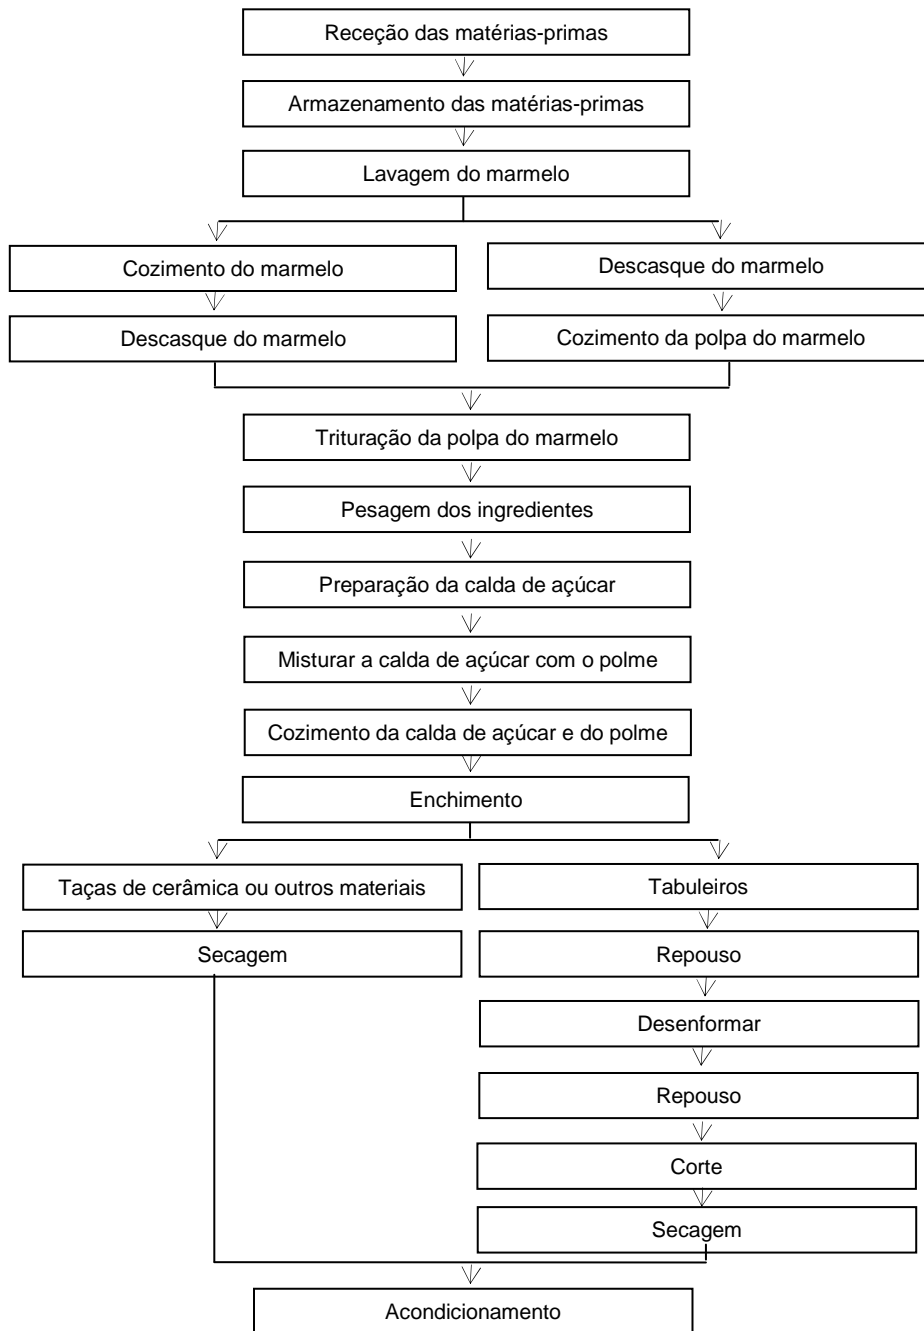 Receção das matérias-primas
Armazenamento das matérias-primas
Lavagem do marmelo
Cozimento do marmelo
Descasque do marmelo
Descasque do marmelo
Cozimento da polpa do marmelo
Trituração da polpa do marmelo
Pesagem dos ingredientes
Preparação da calda de açúcar
Misturar a calda de açúcar com o polme
Cozimento da calda de açúcar e do polme
Enchimento
Taças de cerâmica ou outros materiais
Secagem
Tabuleiros
Repouso
Desenformar
Repouso
Corte
Secagem
Acondicionamento